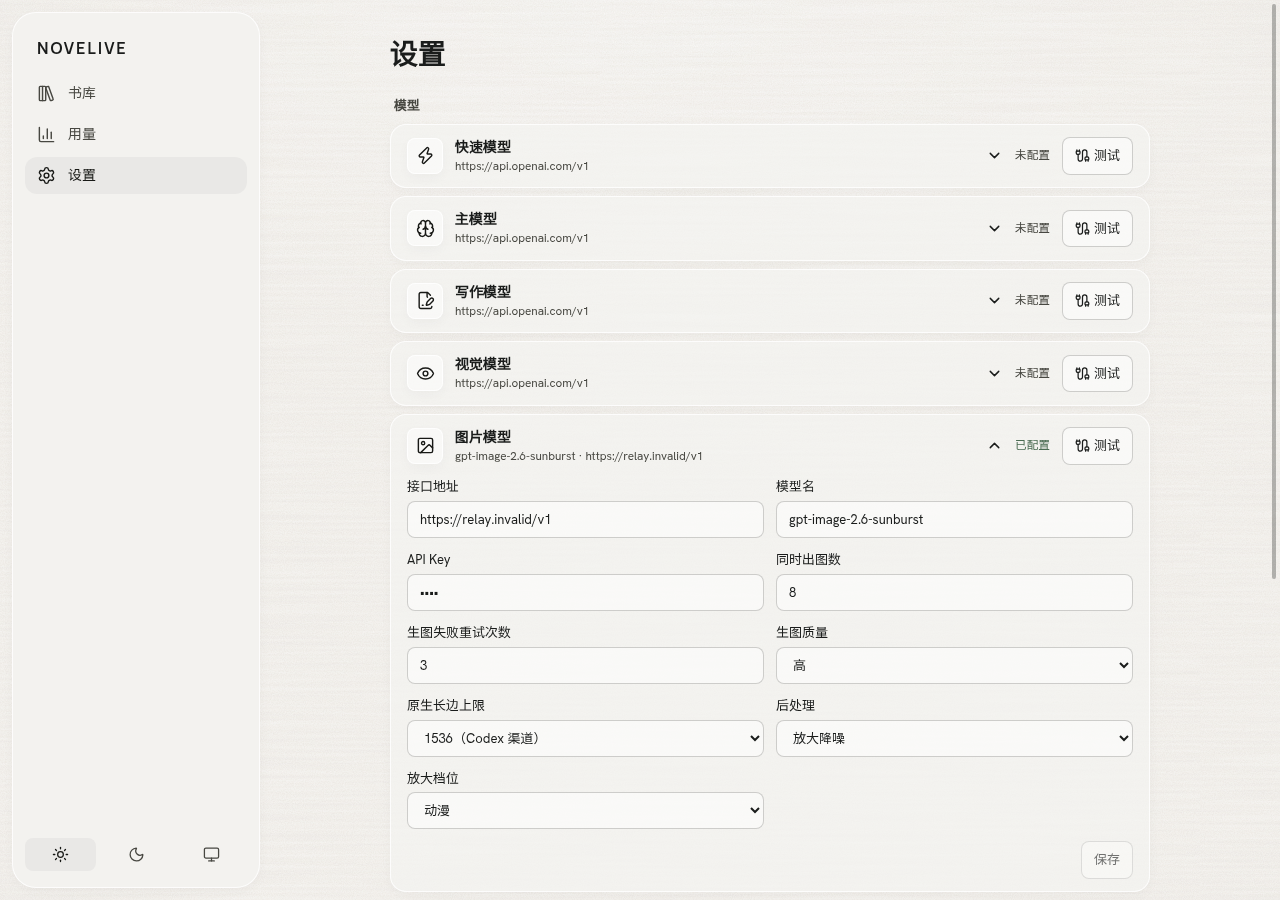 NOVELIVE
书库
用量
设置
设置
模型
快速模型
https://api.openai.com/v1
未配置
测试
主模型
https://api.openai.com/v1
未配置
测试
写作模型
https://api.openai.com/v1
未配置
测试
视觉模型
https://api.openai.com/v1
未配置
测试
图片模型
gpt-image-2.6-sunburst · https://relay.invalid/v1
已配置
测试
接口地址
模型名
https://relay.invalid/v1
gpt-image-2.6-sunburst
API Key
同时出图数
••••
8
生图失败重试次数
生图质量
3
高
原生长边上限
后处理
1536（Codex 渠道）
放大降噪
放大档位
动漫
保存